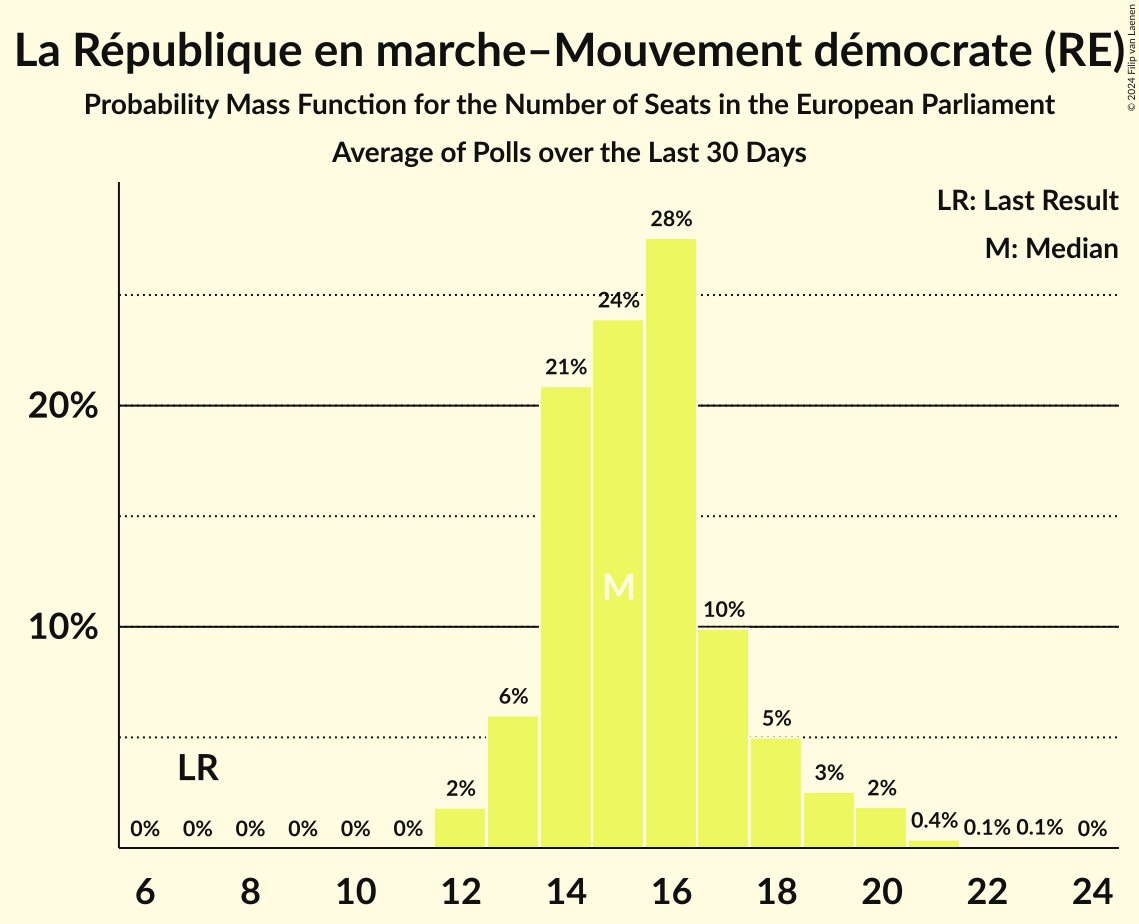 La République en marche–Mouvement démocrate (RE)
© 2024 Filip van Laenen
Probability Mass Function for the Number of Seats in the European Parliament
Average of Polls over the Last 30 Days
LR: Last Result
M: Median
28%
24%
21%
20%
M
10%
10%
6%
5%
LR
3%
2%
2%
0% 0% 0% 0% 0% 0% 0.4% 0.1% 0.1% 0%
6 8 10 12 14 16 18 20 22 24